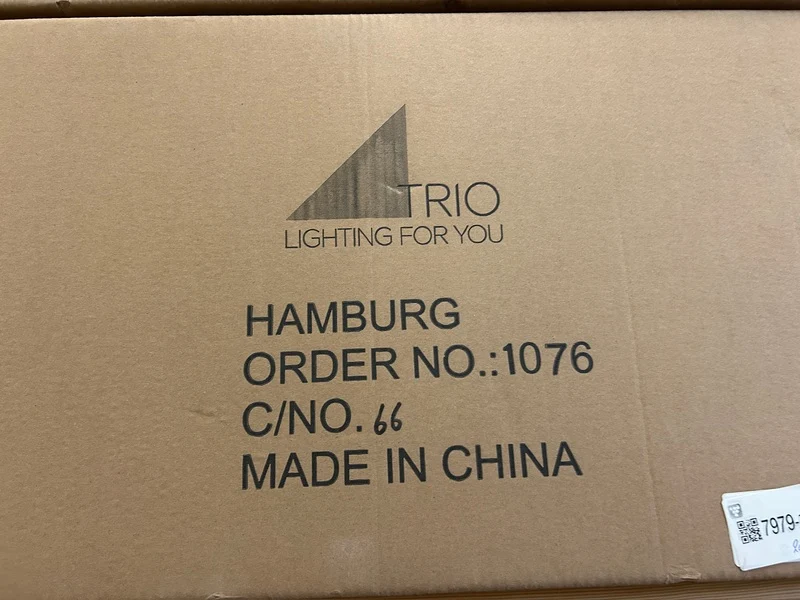 TRIO
LIGHTING FOR YOU
HAMBURG
ORDER NO.:1076
C/NO. 66
MADE IN CHINA
7979-